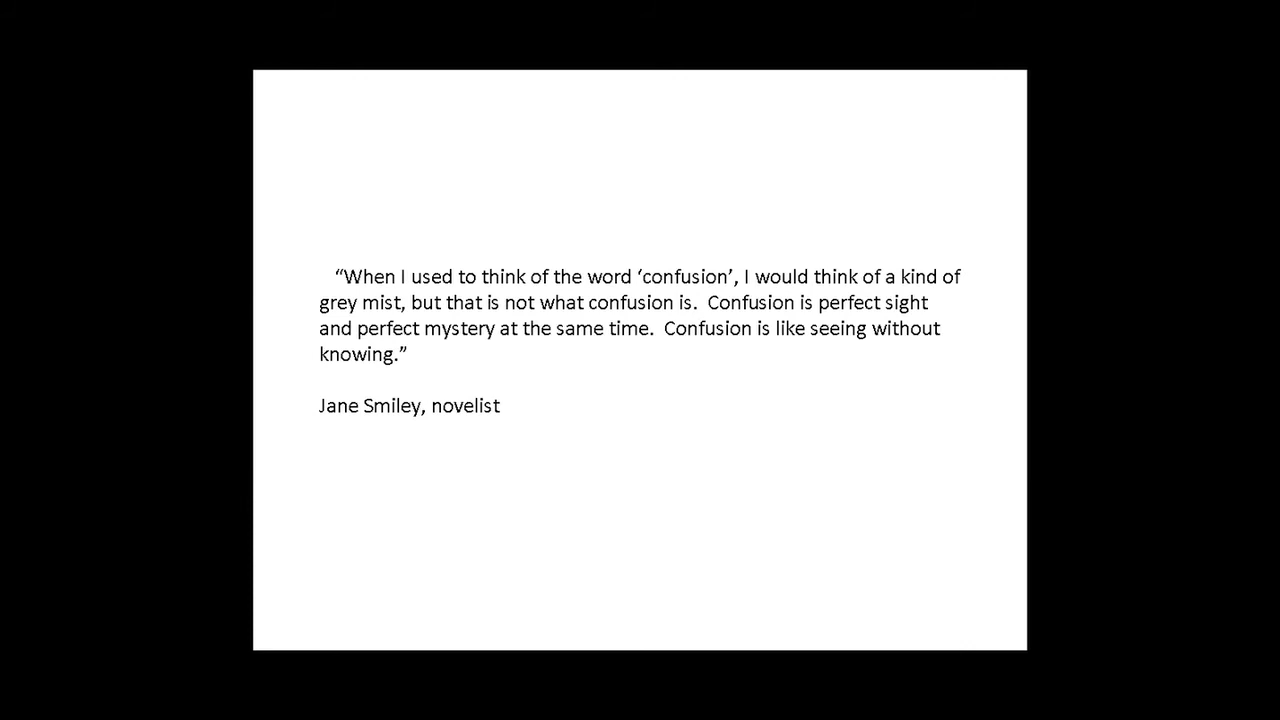 “When I used to think of the word ‘confusion’, I would think of a kind of
grey mist, but that is not what confusion is.  Confusion is perfect sight
and perfect mystery at the same time.  Confusion is like seeing without
knowing.”
Jane Smiley, novelist